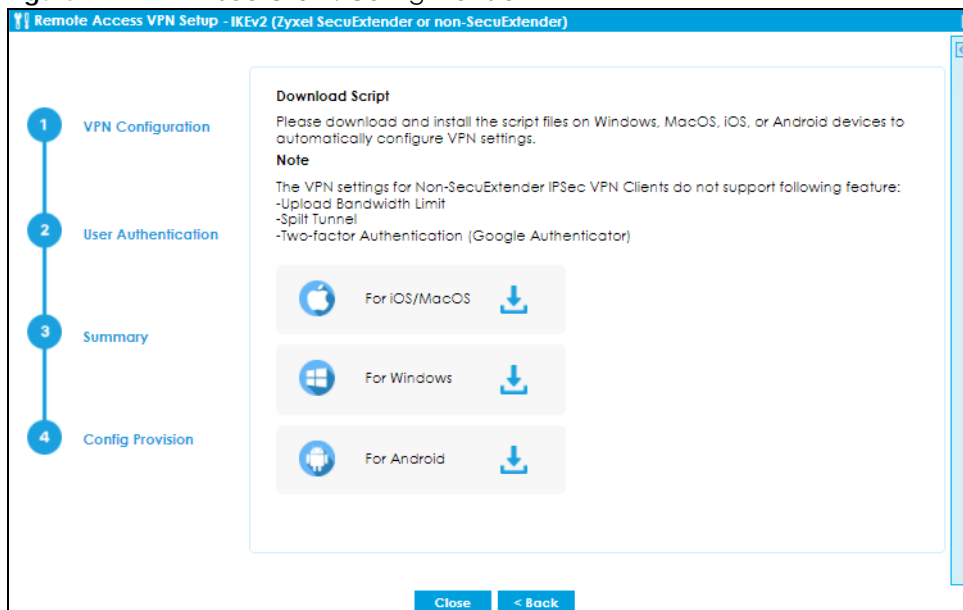 Remote Access VPN Setup - IKEv2 (Zyxel SecuExtender or non-SecuExtender)
1 VPN Configuration
2 User Authentication
3 Summary
4 Config Provision
Download Script
Please download and install the script files on Windows, MacOS, iOS, or Android devices to
automatically configure VPN settings.
Note
The VPN settings for Non-SecuExtender IPSec VPN Clients do not support following feature:
-Upload Bandwidth Limit
-Spilt Tunnel
-Two-factor Authentication (Google Authenticator)
For iOS/MacOS
For Windows
For Android
Close < Back